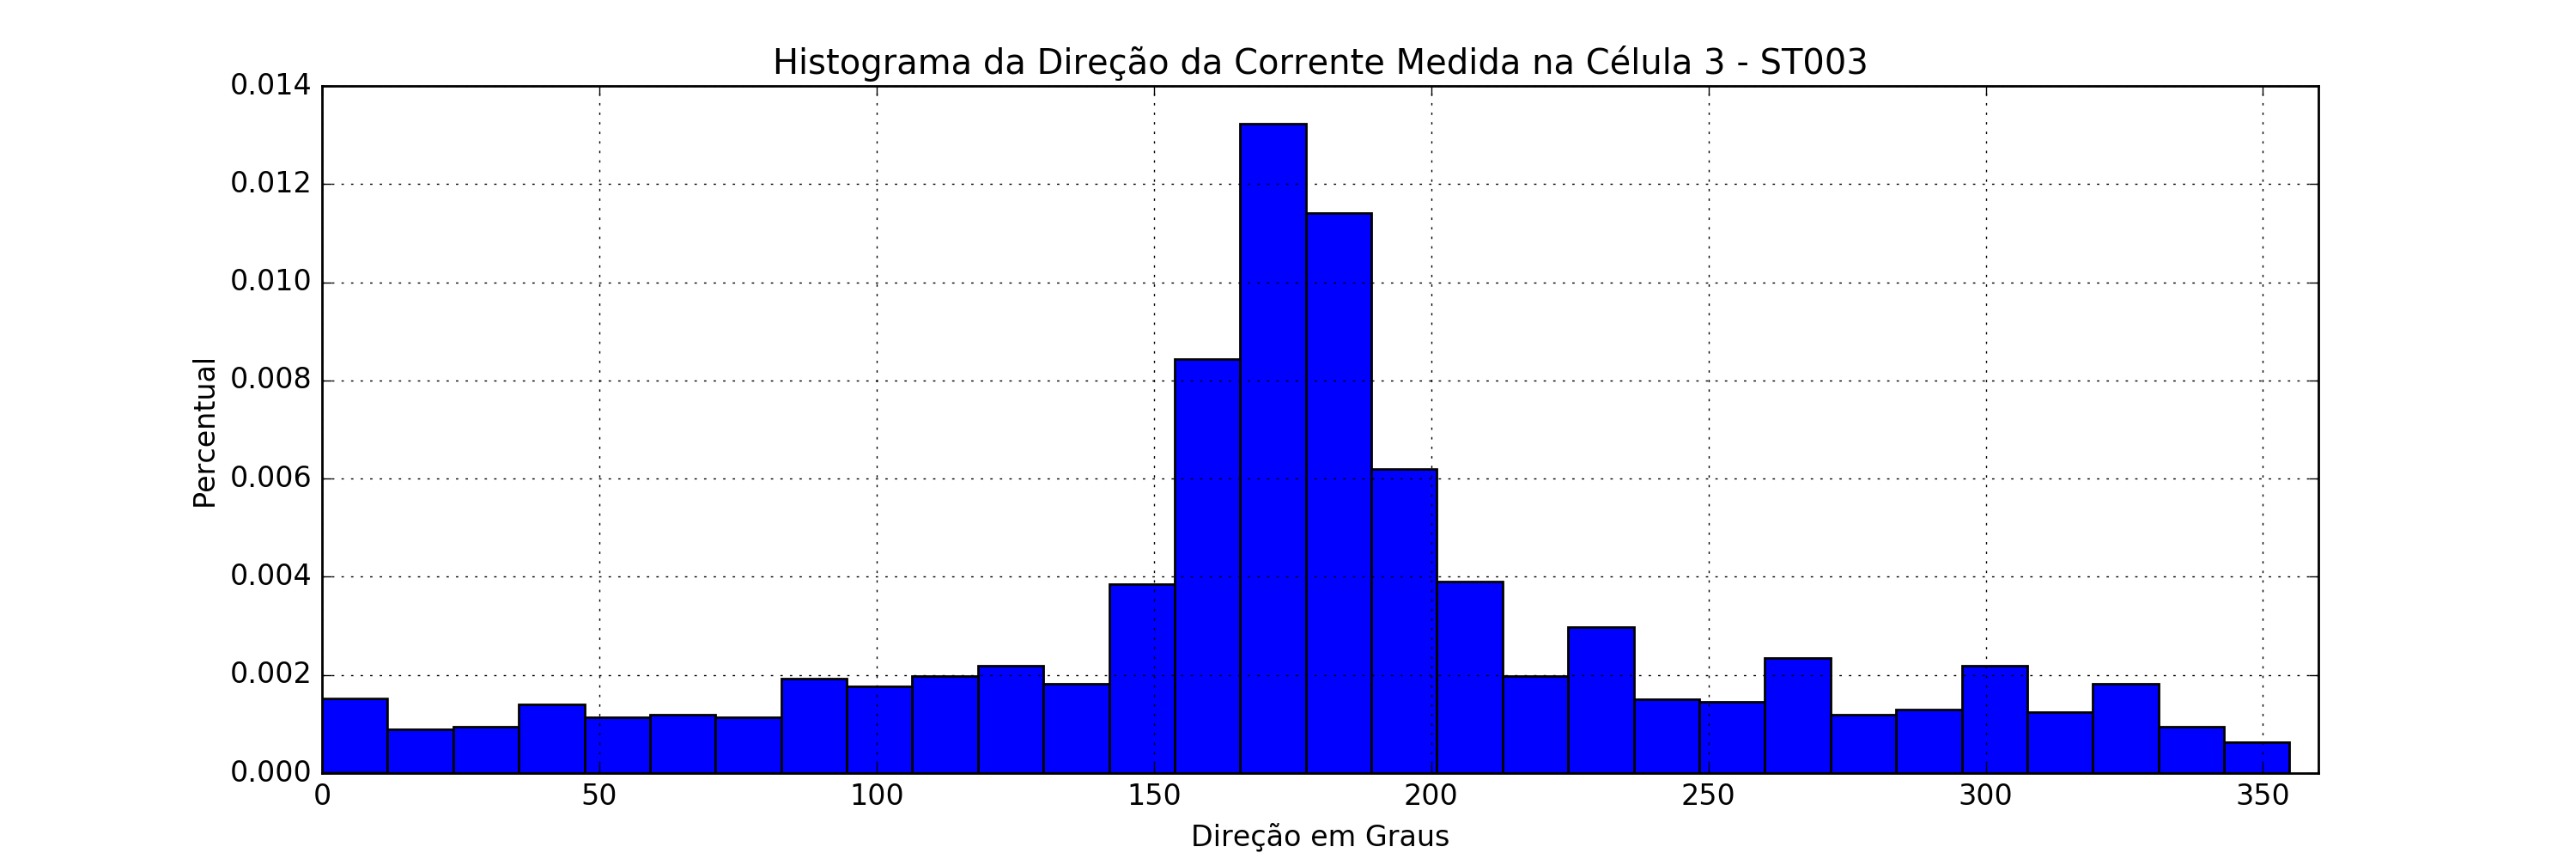 Histograma da Direção da Corrente Medida na Célula 3 - ST003
0.014
0.012
0.010
0.008
0.006
0.004
0.002
0.000
Percentual
0 50 100 150 200 250 300 350
Direção em Graus